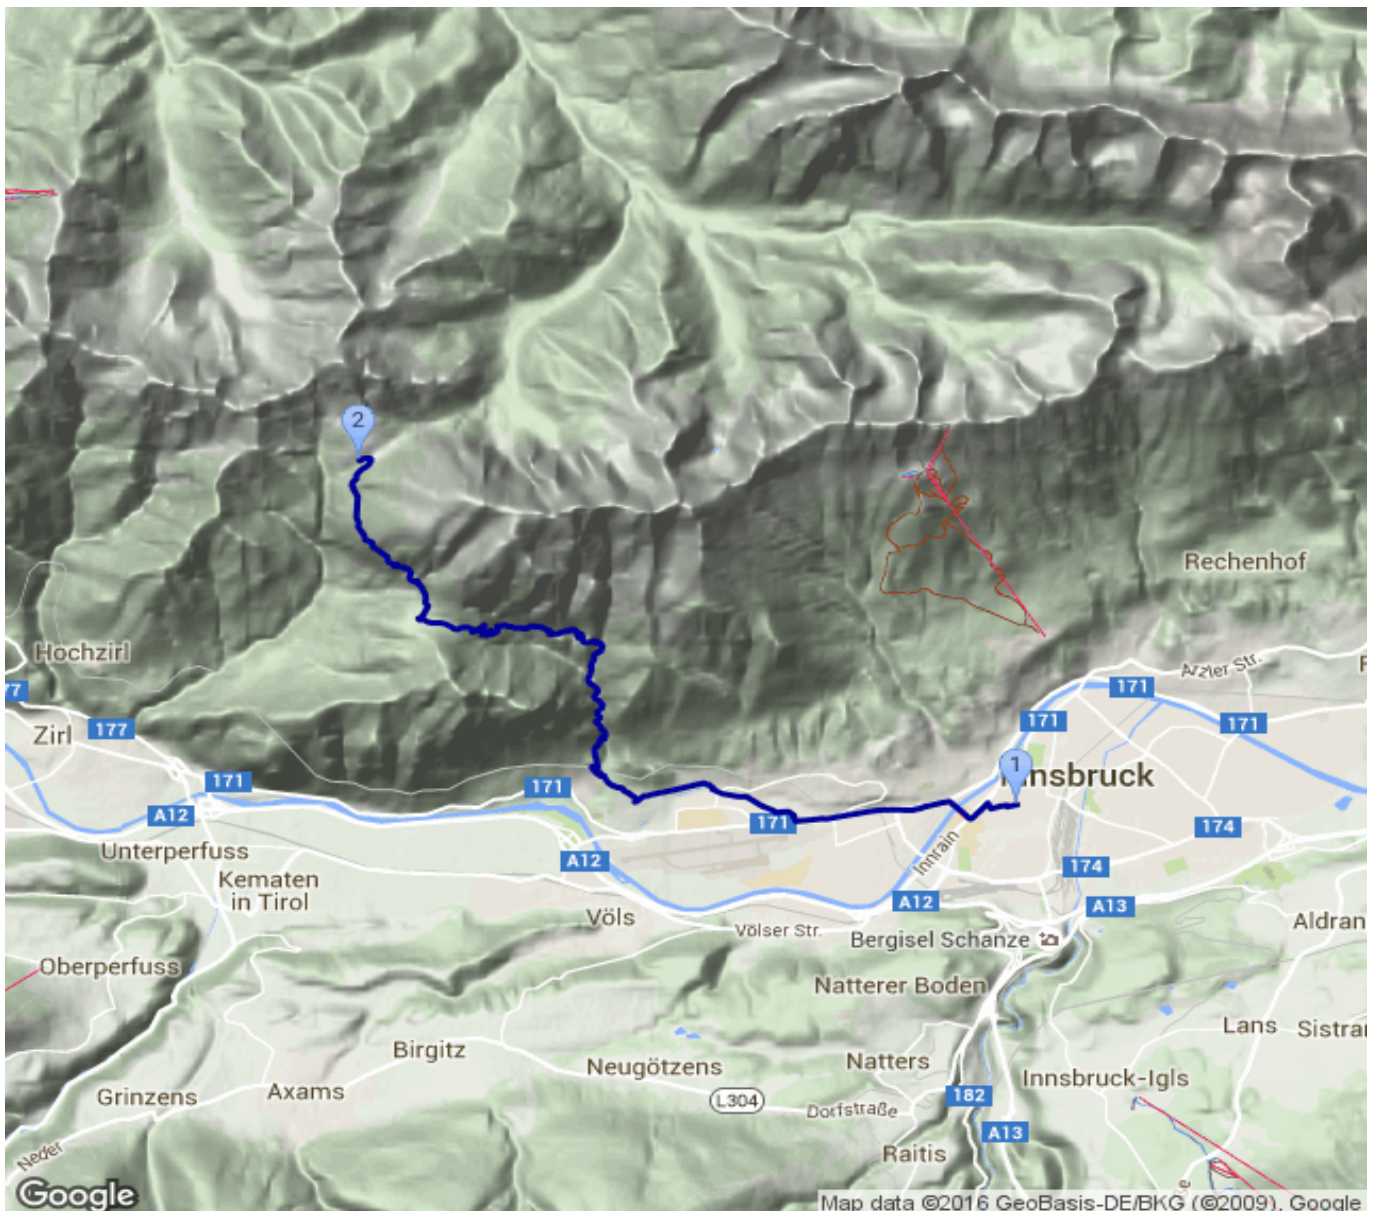 2
Rechenhof
Hochzirl
Arzler Str.
77
171
177
171
171
Zirl
1
Innsbruck
171
171
A12
171
174
Unterperfuss
A12
Innrain
174
Kematen
in Tirol
A12
A13
Völs
Völser Str.
Aldran
Bergisel Schanze
Oberperfuss
Natterer Boden
Lans
Sistra
Birgitz
Neugötzens
Natters
Innsbruck-Igls
Grinzens
Axams
L304
Dorfstraße
182
A13
Raitis
Neder
Google
Map data ©2016 GeoBasis-DE/BKG (©2009), Google